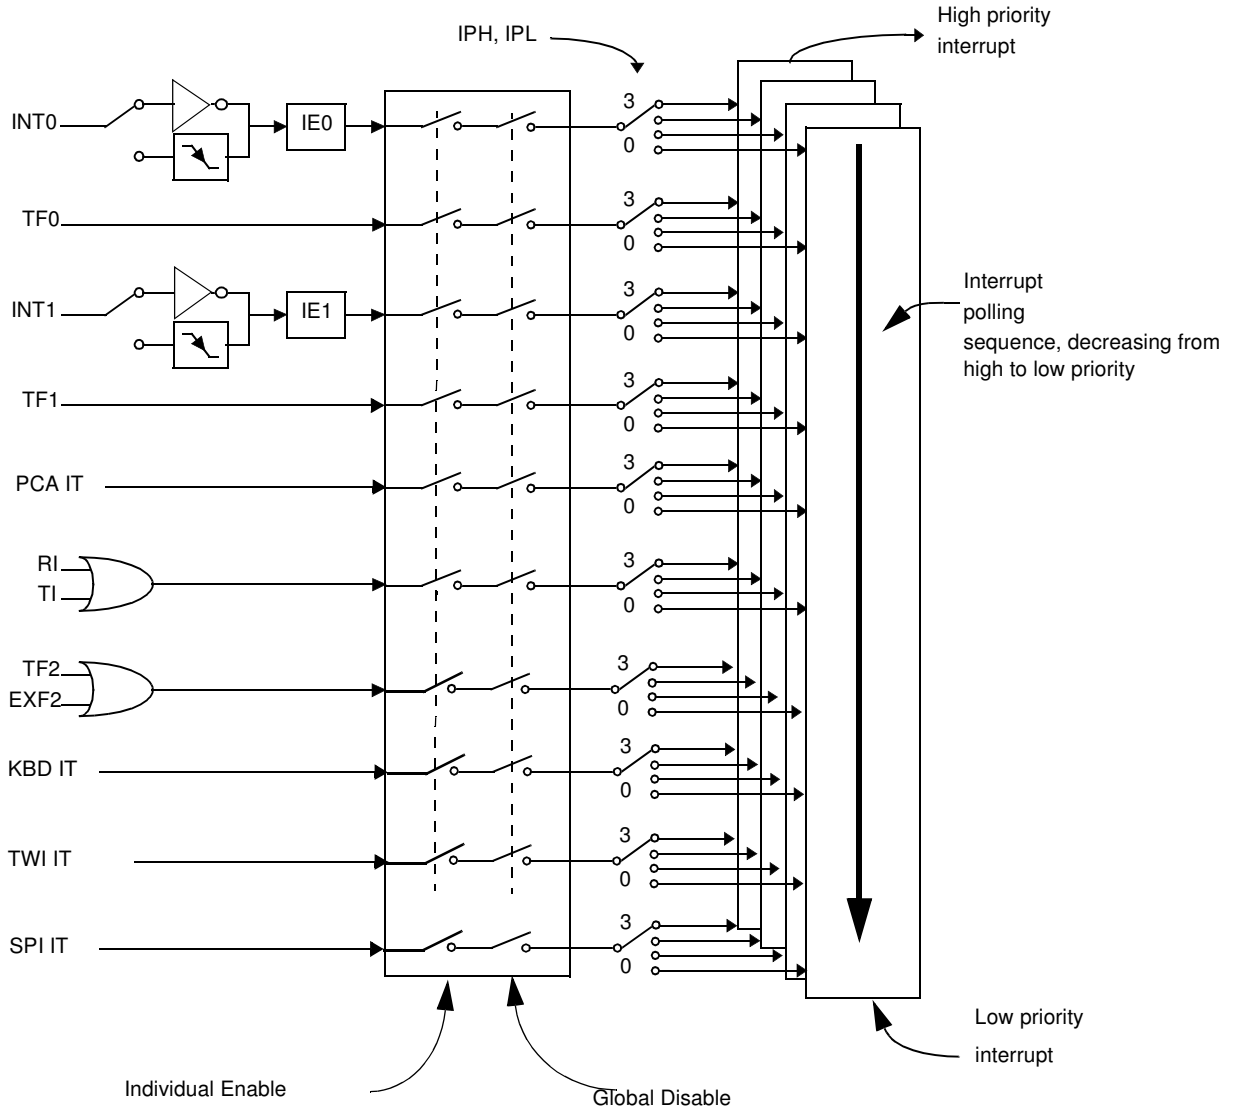 High priority
interrupt
IPH, IPL
INT0
IE0
3
0
TF0
3
0
INT1
IE1
3
0
Interrupt
polling
sequence, decreasing from
high to low priority
TF1
3
0
PCA IT
3
0
RI
TI
3
0
TF2
EXF2
3
0
KBD IT
3
0
TWI IT
3
0
SPI IT
3
0
Low priority
interrupt
Individual Enable
Global Disable